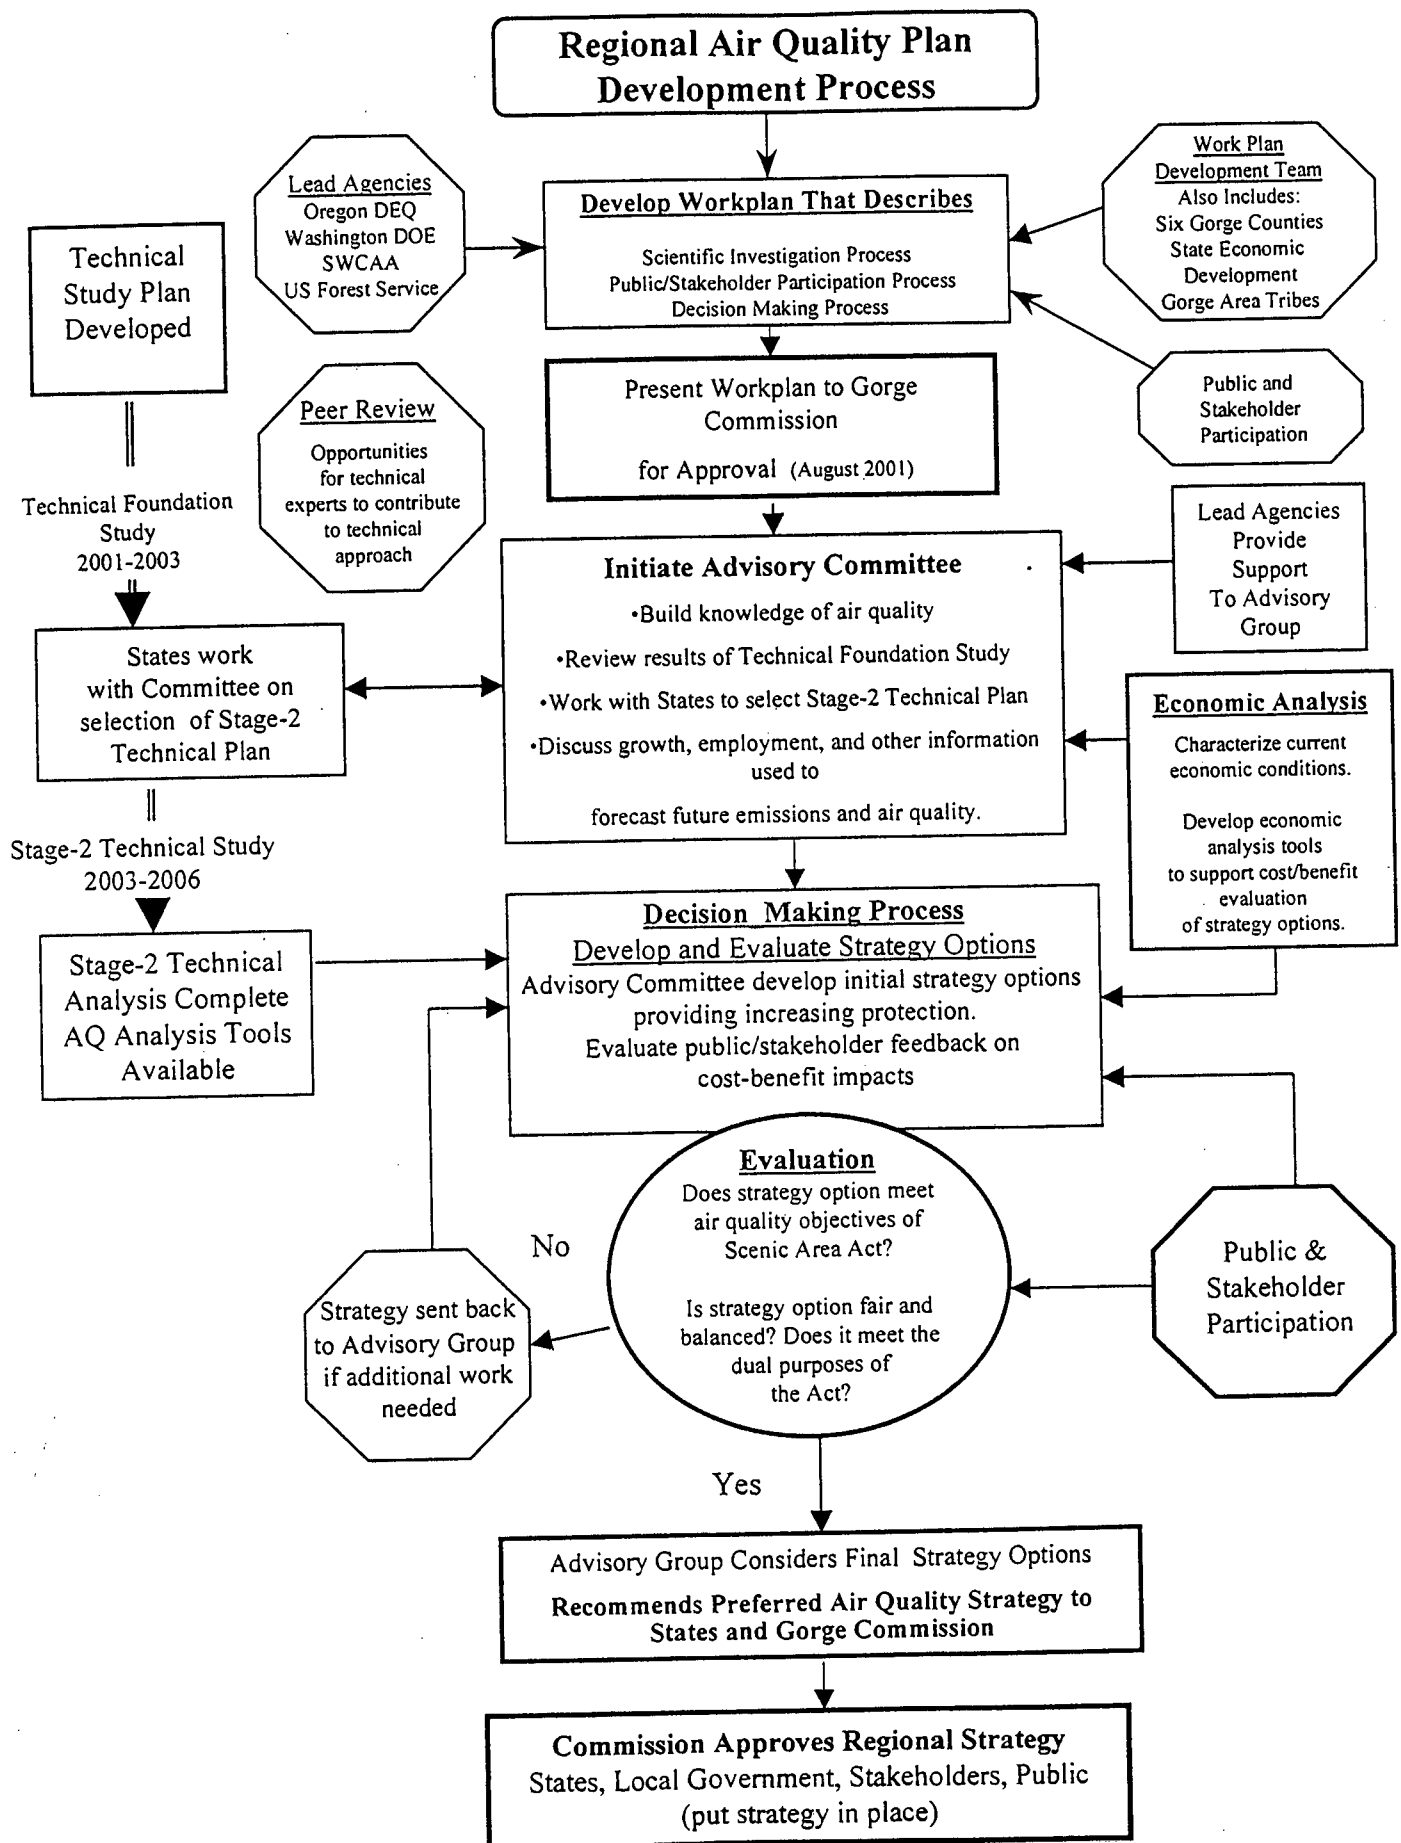 Regional Air Quality Plan
Development Process
Lead Agencies
Oregon DEQ
Washington DOE
SWCAA
US Forest Service
Develop Workplan That Describes
Scientific Investigation Process
Public/Stakeholder Participation Process
Decision Making Process
Work Plan
Development Team
Also Includes:
Six Gorge Counties
State Economic
Development
Gorge Area Tribes
Technical
Study Plan
Developed
Peer Review
Opportunities
for technical
experts to contribute
to technical
approach
Present Workplan to Gorge
Commission
for Approval (August 2001)
Public and
Stakeholder
Participation
Technical Foundation
Study
2001-2003
Initiate Advisory Committee
•Build knowledge of air quality
•Review results of Technical Foundation Study
•Work with States to select Stage-2 Technical Plan
•Discuss growth, employment, and other information
used to
forecast future emissions and air quality.
Lead Agencies
Provide
Support
To Advisory
Group
States work
with Committee on
selection of Stage-2
Technical Plan
Economic Analysis
Characterize current
economic conditions.
Develop economic
analysis tools
to support cost/benefit
evaluation
of strategy options.
Stage-2 Technical Study
2003-2006
Stage-2 Technical
Analysis Complete
AQ Analysis Tools
Available
Decision Making Process
Develop and Evaluate Strategy Options
Advisory Committee develop initial strategy options
providing increasing protection.
Evaluate public/stakeholder feedback on
cost-benefit impacts
Evaluation
Does strategy option meet
air quality objectives of
Scenic Area Act?
Is strategy option fair and
balanced? Does it meet the
dual purposes of
the Act?
No
Strategy sent back
to Advisory Group
if additional work
needed
Public &
Stakeholder
Participation
Yes
Advisory Group Considers Final Strategy Options
Recommends Preferred Air Quality Strategy to
States and Gorge Commission
Commission Approves Regional Strategy
States, Local Government, Stakeholders, Public
(put strategy in place)